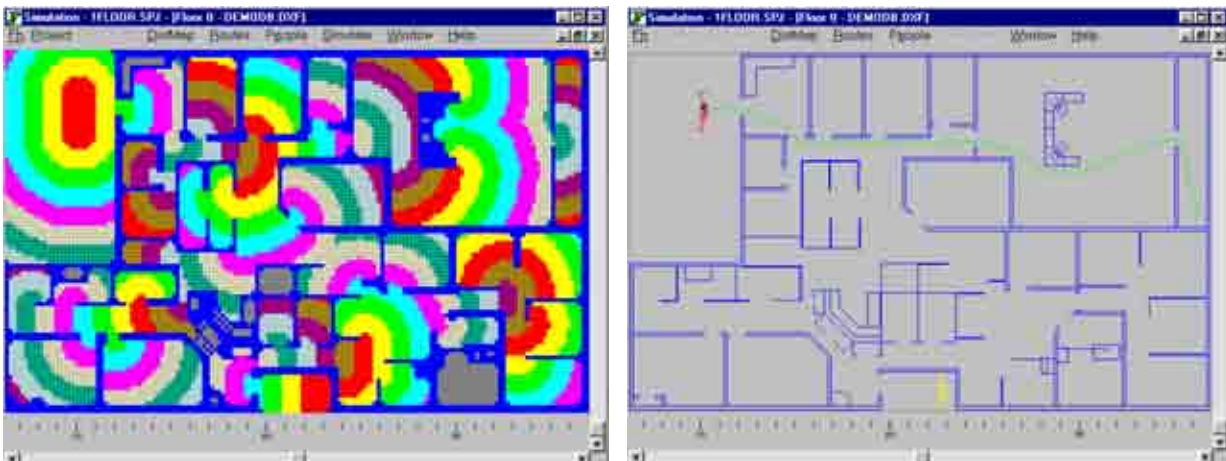 Simulation - 1FLOOR.SPJ - [Floor 0 - DEMODB.DXF]
Project DistMap Routes People Simulate Window Help
Simulation - 1FLOOR.SPJ - [Floor 0 - DEMODB.DXF]
DistMap Routes People Window Help